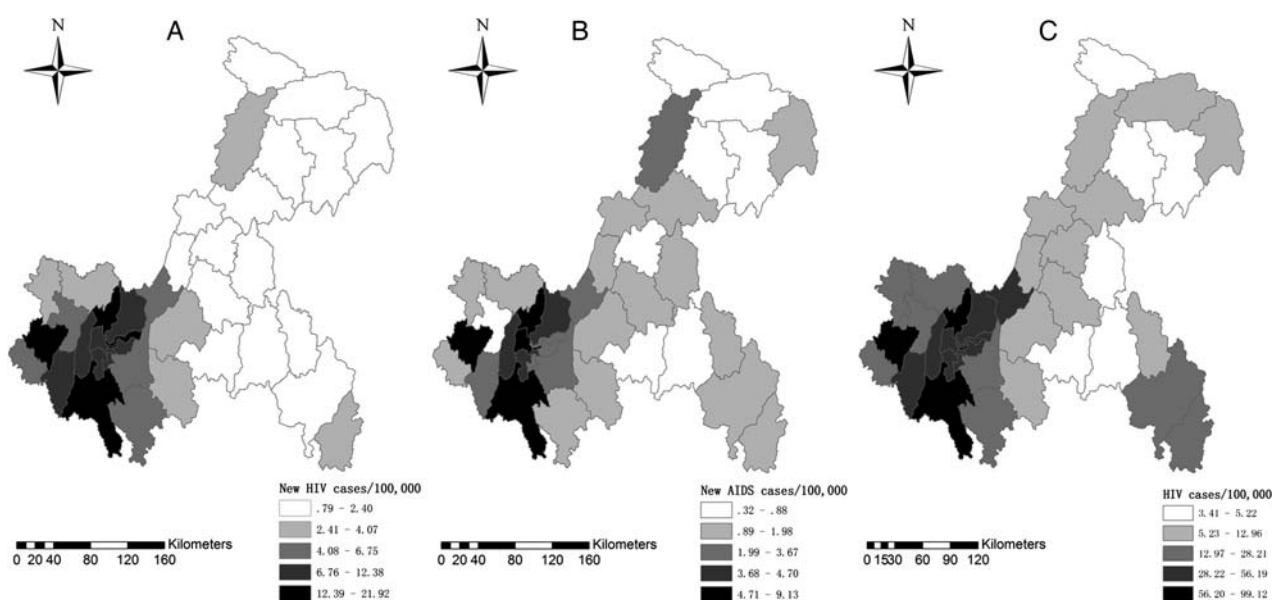 N
A
New HIV cases/100,000
.79 - 2.40
2.41 - 4.07
4.08 - 6.75
6.76 - 12.38
12.39 - 21.92
Kilometers
0 20 40 80 120 160
N
B
New AIDS cases/100,000
.32 - .88
.89 - 1.98
1.99 - 3.67
3.68 - 4.70
4.71 - 9.13
Kilometers
0 20 40 80 120 160
N
C
HIV cases/100,000
3.41 - 5.22
5.23 - 12.96
12.97 - 28.21
28.22 - 56.19
56.20 - 99.12
Kilometers
0 15 30 60 90 120